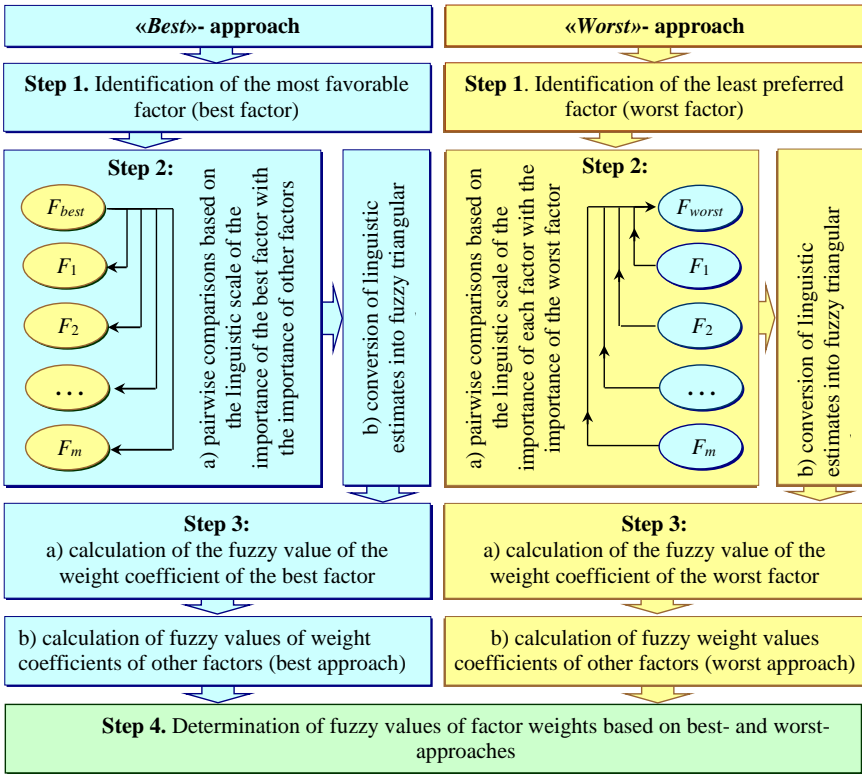 «Best»- approach
Step 1. Identification of the most favorable
factor (best factor)
Step 2:
F_best
F_1
F_2
...
F_m
a) pairwise comparisons based on
the linguistic scale of the
importance of the best factor with
the importance of other factors
b) conversion of linguistic
estimates into fuzzy triangular
Step 3:
a) calculation of the fuzzy value of the
weight coefficient of the best factor
b) calculation of fuzzy values of weight
coefficients of other factors (best approach)
«Worst»- approach
Step 1. Identification of the least preferred
factor (worst factor)
Step 2:
a) pairwise comparisons based on
the linguistic scale of the
importance of each factor with the
importance of the worst factor
F_worst
F_1
F_2
...
F_m
b) conversion of linguistic
estimates into fuzzy triangular
Step 3:
a) calculation of the fuzzy value of the
weight coefficient of the worst factor
b) calculation of fuzzy weight values
coefficients of other factors (worst approach)
Step 4. Determination of fuzzy values of factor weights based on best- and worst-
approaches